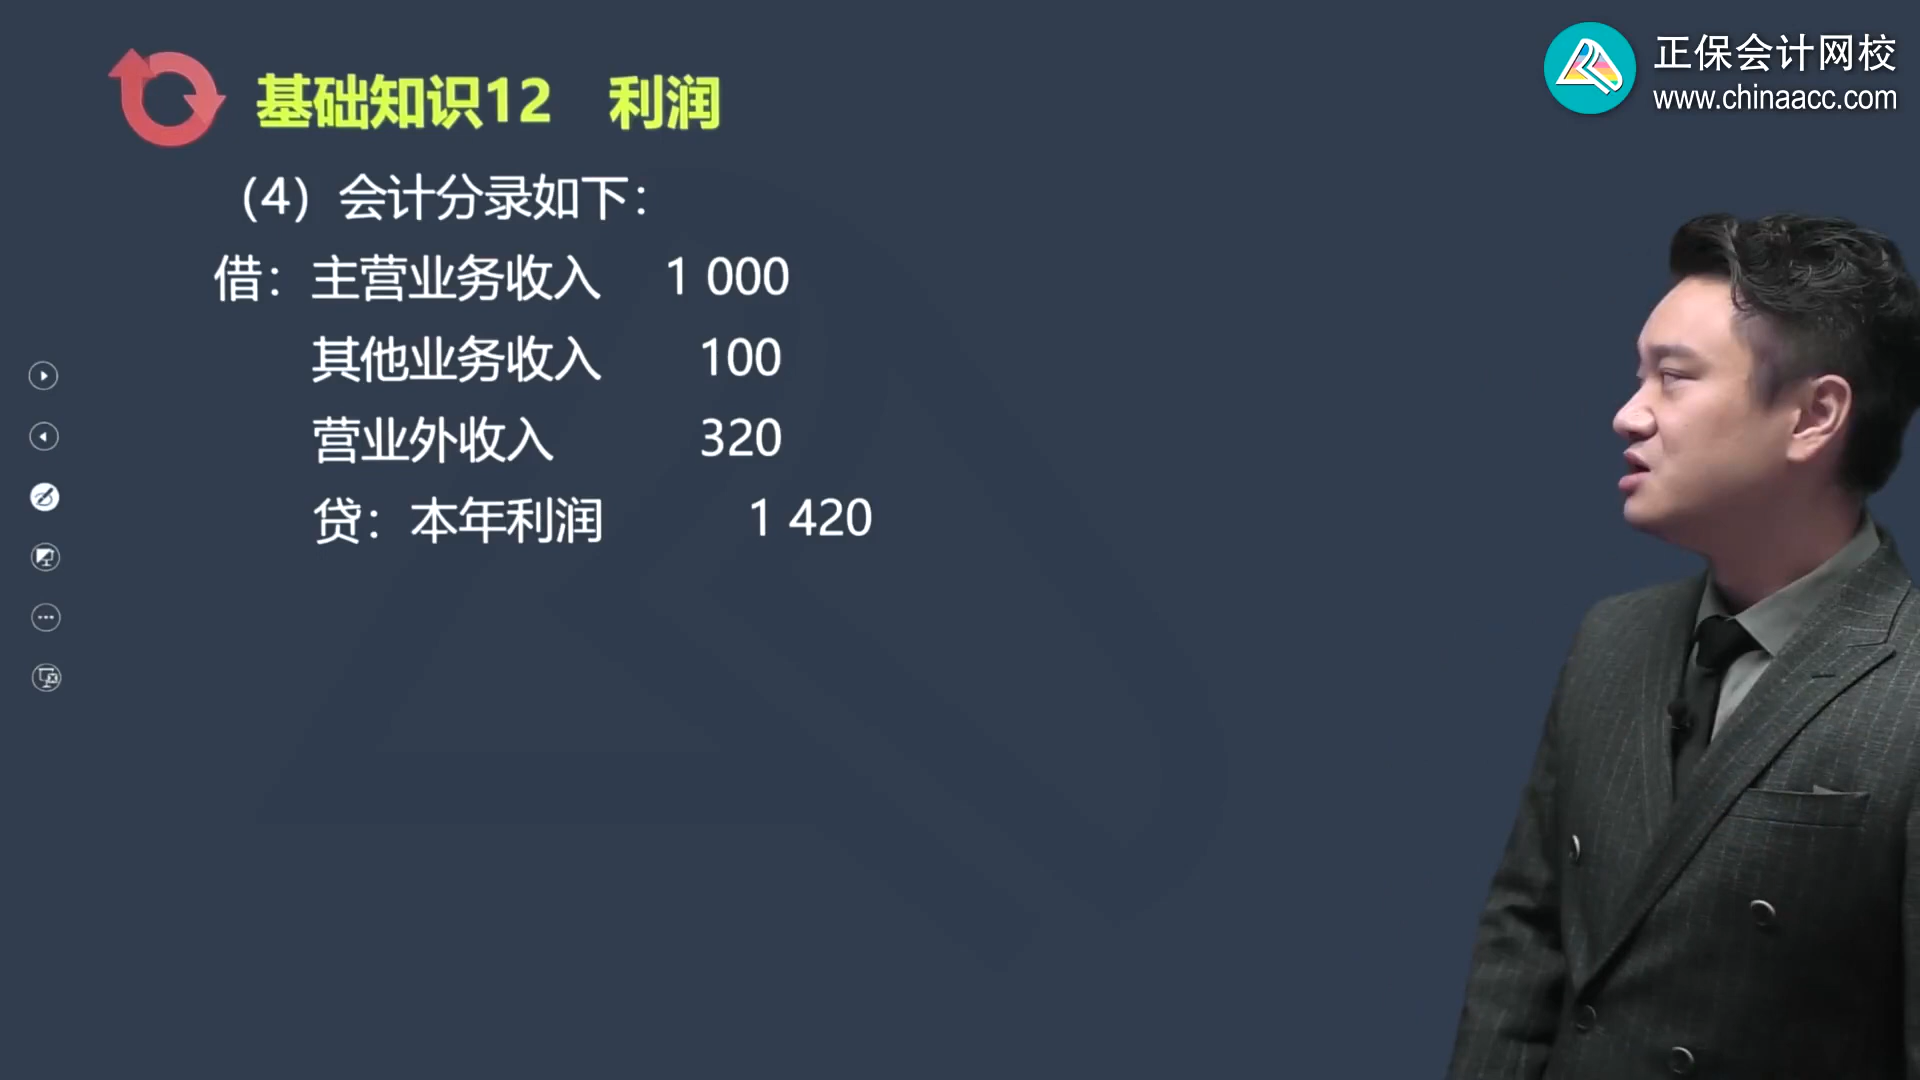 正保会计网校
www.chinaacc.com
基础知识12 利润
（4）会计分录如下：
借：主营业务收入 1 000
其他业务收入 100
营业外收入 320
贷：本年利润 1 420